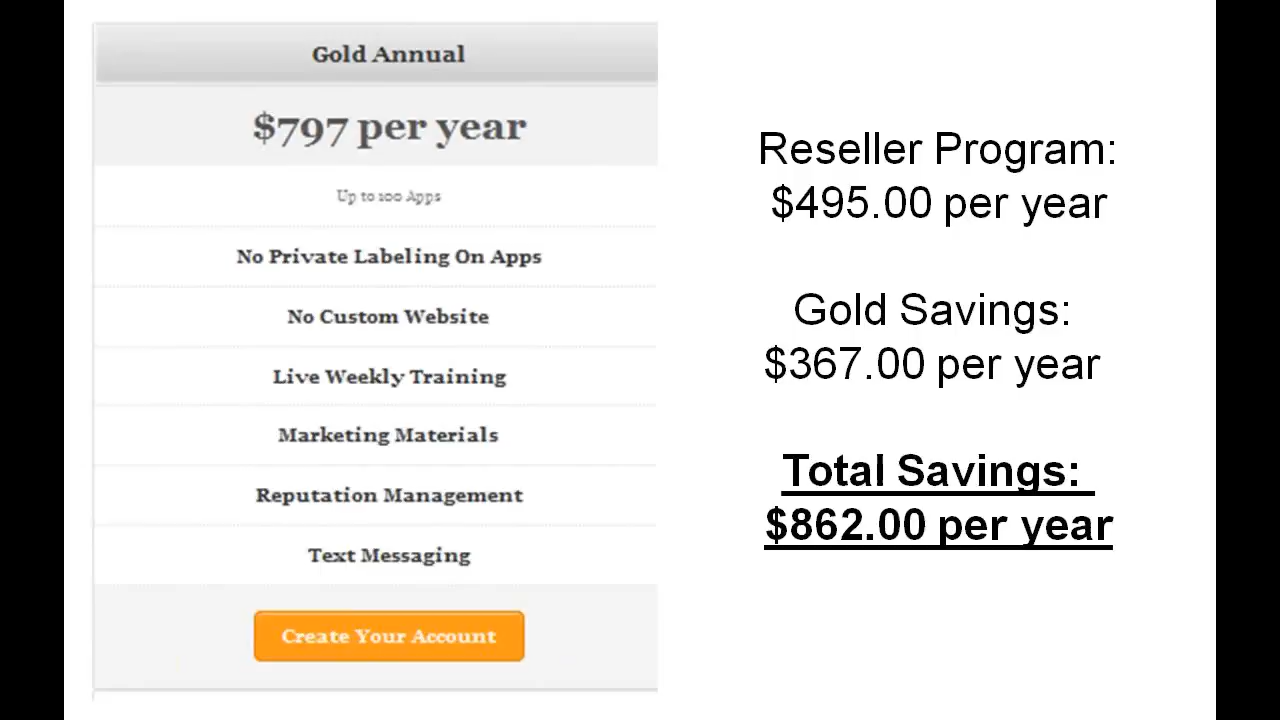 Gold Annual
$797 per year
Up to 100 Apps
No Private Labeling On Apps
No Custom Website
Live Weekly Training
Marketing Materials
Reputation Management
Text Messaging
Create Your Account
Reseller Program:
$495.00 per year
Gold Savings:
$367.00 per year
Total Savings:
$862.00 per year